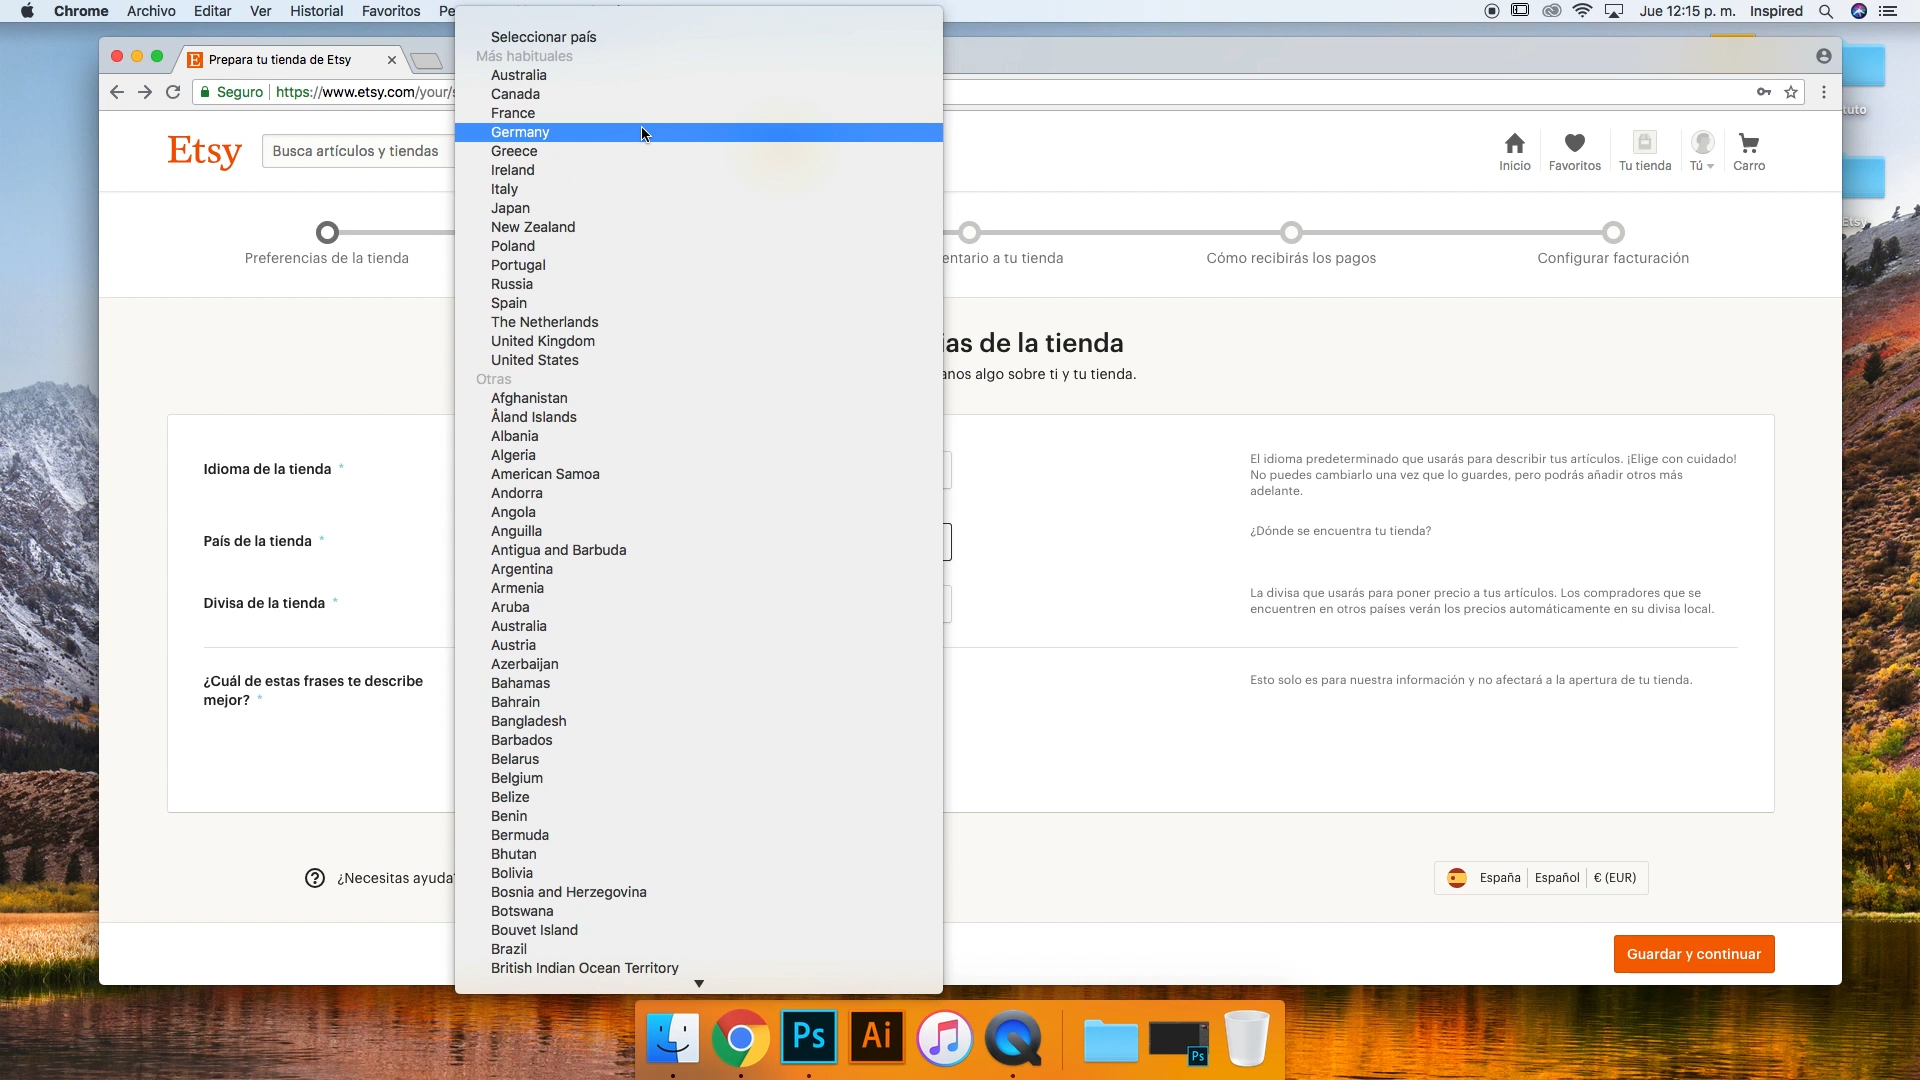 Chrome Archivo Editar Ver Historial Favoritos Pe
Jue 12:15 p. m. Inspired
Prepara tu tienda de Etsy
Seguro https://www.etsy.com/your/s
Etsy
Busca artículos y tiendas
Inicio Favoritos Tu tienda Tú Carro
Preferencias de la tienda
entario a tu tienda
Cómo recibirás los pagos
Configurar facturación
ias de la tienda
anos algo sobre ti y tu tienda.
Idioma de la tienda *
El idioma predeterminado que usarás para describir tus artículos. ¡Elige con cuidado!
No puedes cambiarlo una vez que lo guardes, pero podrás añadir otros más
adelante.
País de la tienda *
¿Dónde se encuentra tu tienda?
Divisa de la tienda *
La divisa que usarás para poner precio a tus artículos. Los compradores que se
encuentren en otros países verán los precios automáticamente en su divisa local.
¿Cuál de estas frases te describe
mejor? *
Esto solo es para nuestra información y no afectará a la apertura de tu tienda.
¿Necesitas ayuda
España Español € (EUR)
Guardar y continuar
Seleccionar país
Más habituales
Australia
Canada
France
Germany
Greece
Ireland
Italy
Japan
New Zealand
Poland
Portugal
Russia
Spain
The Netherlands
United Kingdom
United States
Otras
Afghanistan
Åland Islands
Albania
Algeria
American Samoa
Andorra
Angola
Anguilla
Antigua and Barbuda
Argentina
Armenia
Aruba
Australia
Austria
Azerbaijan
Bahamas
Bahrain
Bangladesh
Barbados
Belarus
Belgium
Belize
Benin
Bermuda
Bhutan
Bolivia
Bosnia and Herzegovina
Botswana
Bouvet Island
Brazil
British Indian Ocean Territory
uto
Etsy
Ps
Ai
Ps